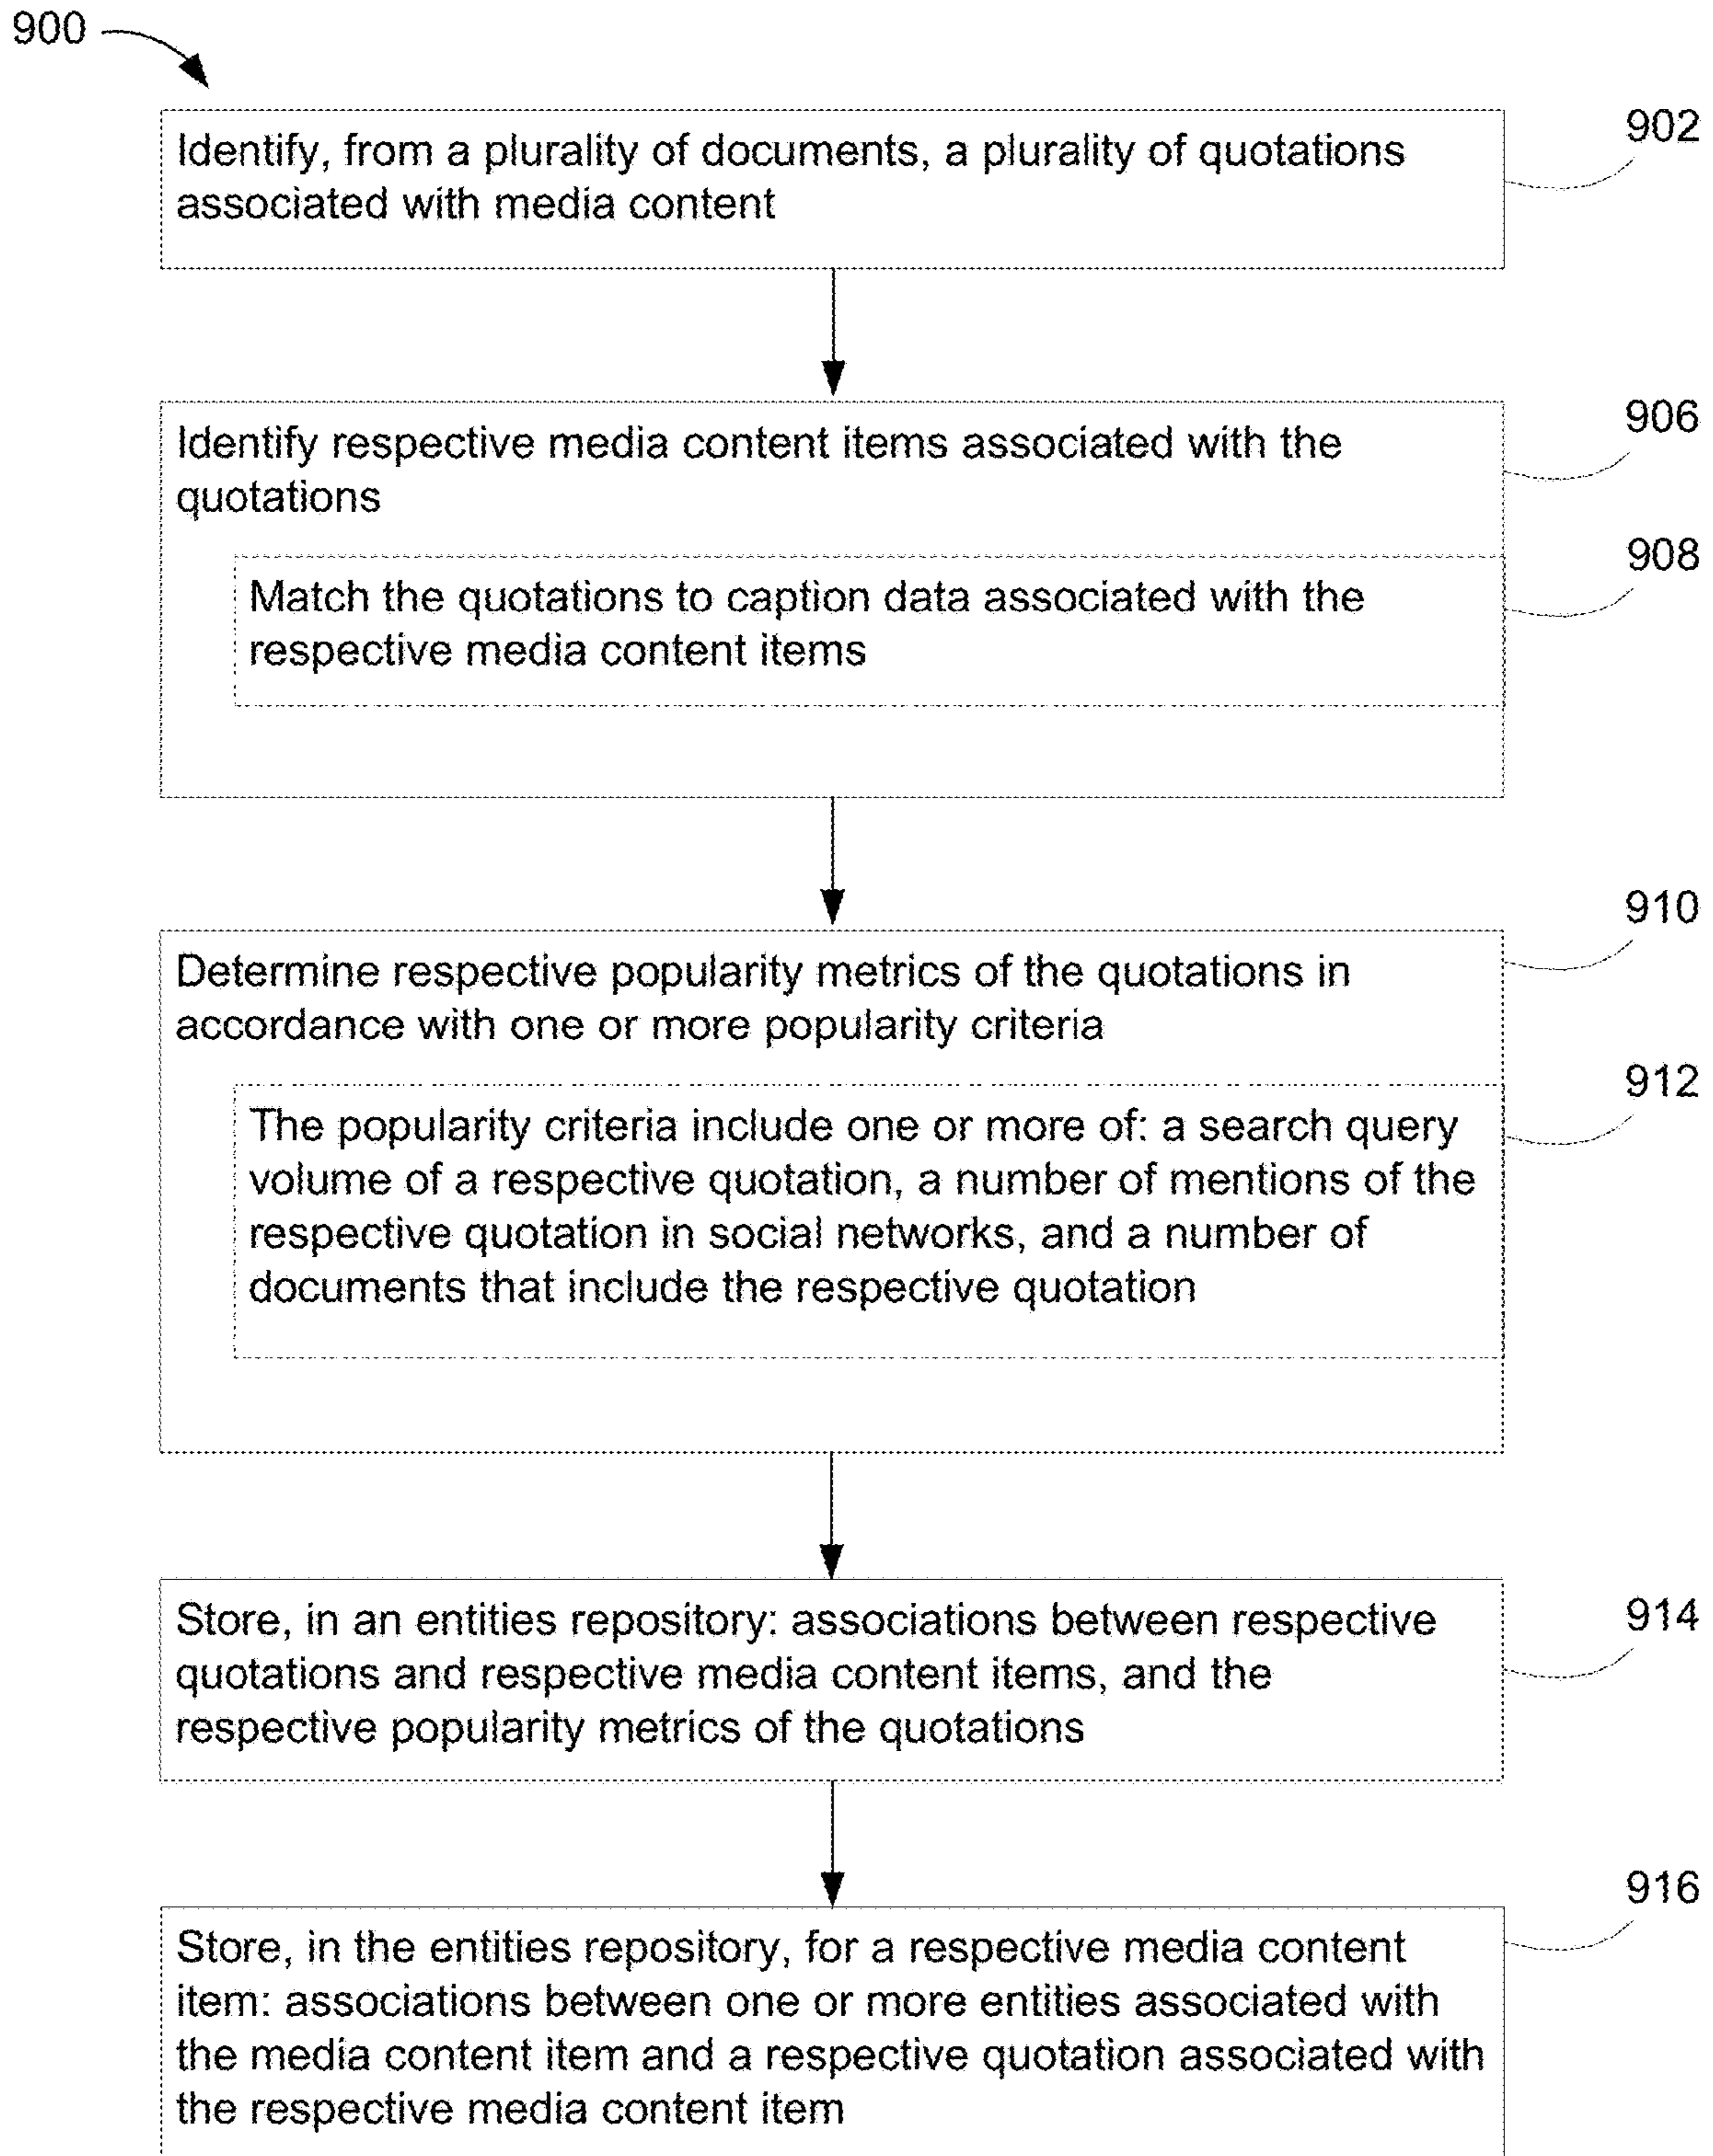 900
902
Identify, from a plurality of documents, a plurality of quotations
associated with media content
906
Identify respective media content items associated with the
quotations
908
Match the quotations to caption data associated with the
respective media content items
910
Determine respective popularity metrics of the quotations in
accordance with one or more popularity criteria
912
The popularity criteria include one or more of: a search query
volume of a respective quotation, a number of mentions of the
respective quotation in social networks, and a number of
documents that include the respective quotation
914
Store, in an entities repository: associations between respective
quotations and respective media content items, and the
respective popularity metrics of the quotations
916
Store, in the entities repository, for a respective media content
item: associations between one or more entities associated with
the media content item and a respective quotation associated with
the respective media content item